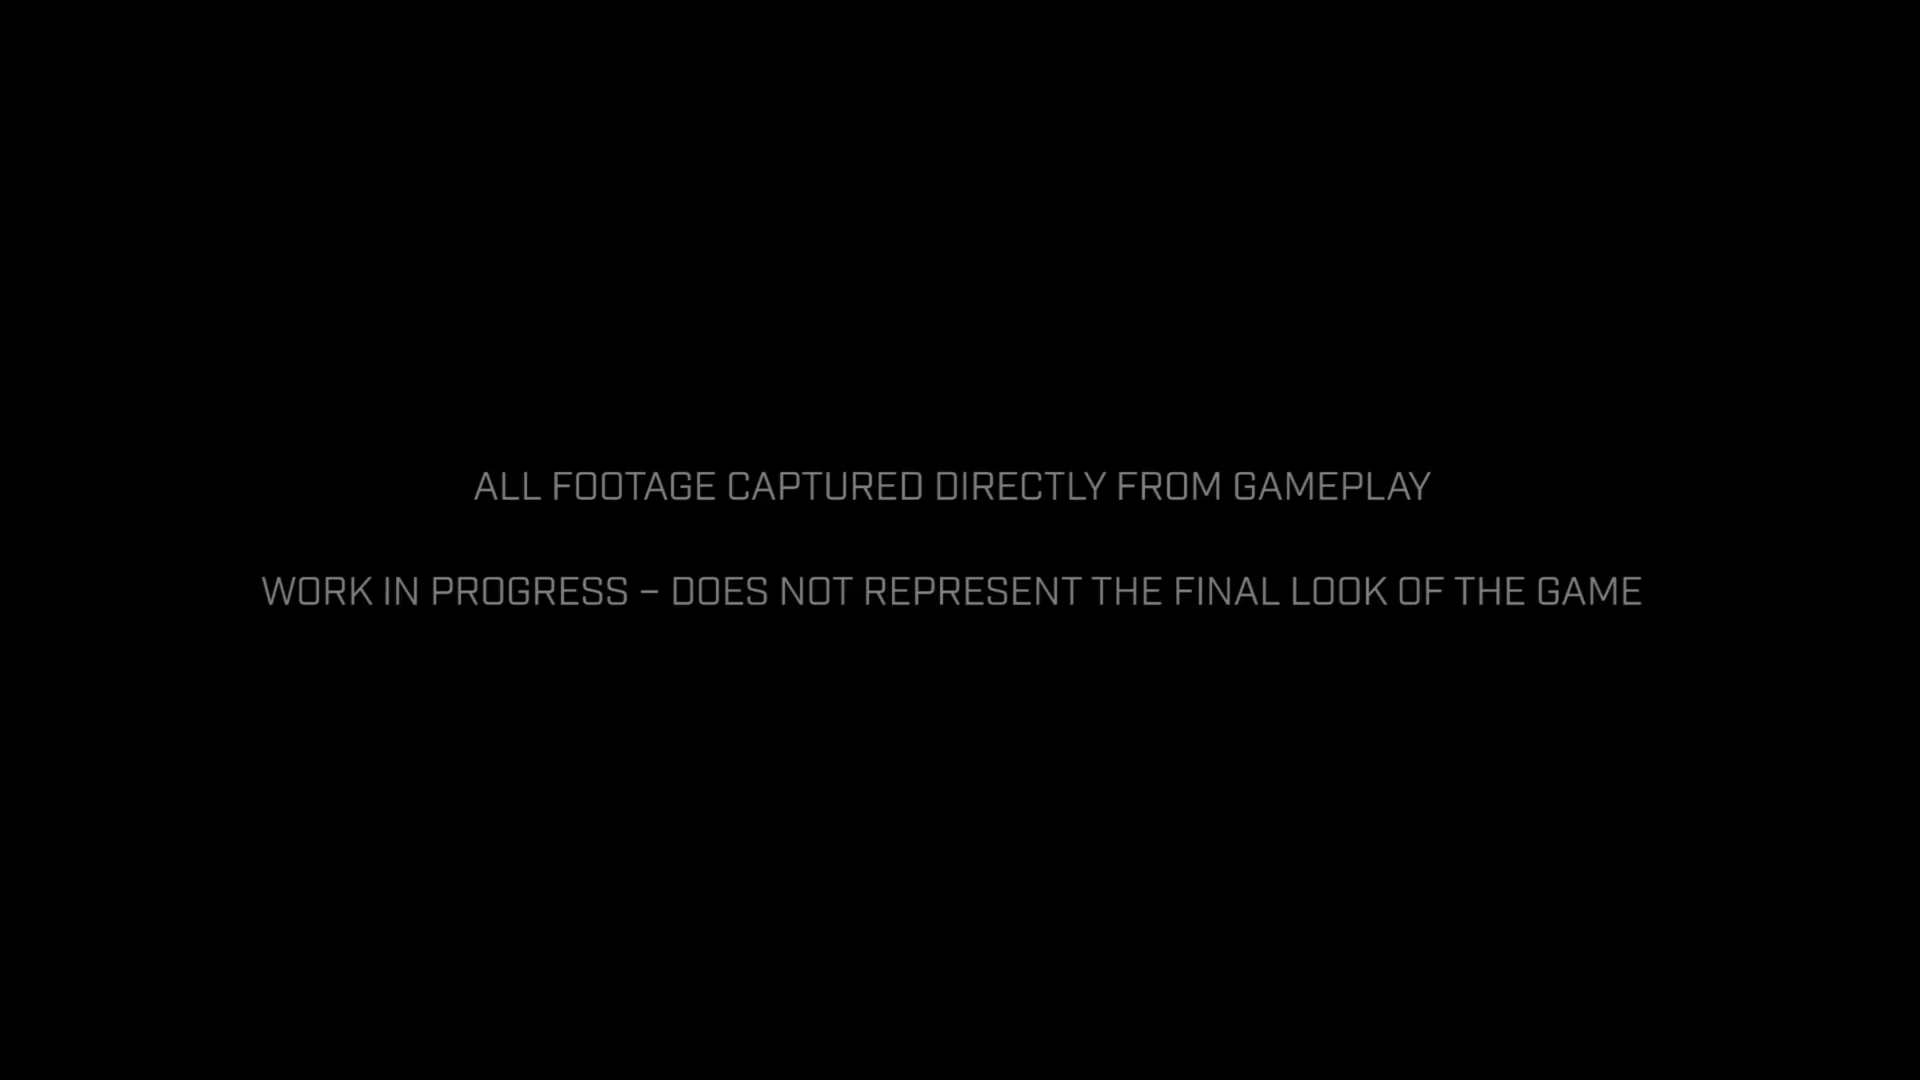 ALL FOOTAGE CAPTURED DIRECTLY FROM GAMEPLAY
WORK IN PROGRESS – DOES NOT REPRESENT THE FINAL LOOK OF THE GAME